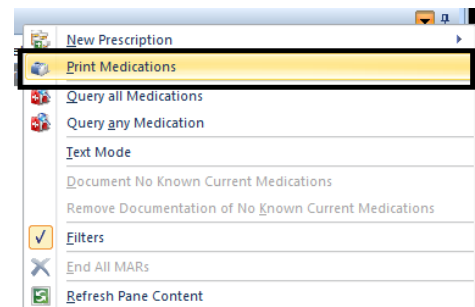 New Prescription
Print Medications
Query all Medications
Query any Medication
Text Mode
Document No Known Current Medications
Remove Documentation of No Known Current Medications
Filters
End All MARs
Refresh Pane Content